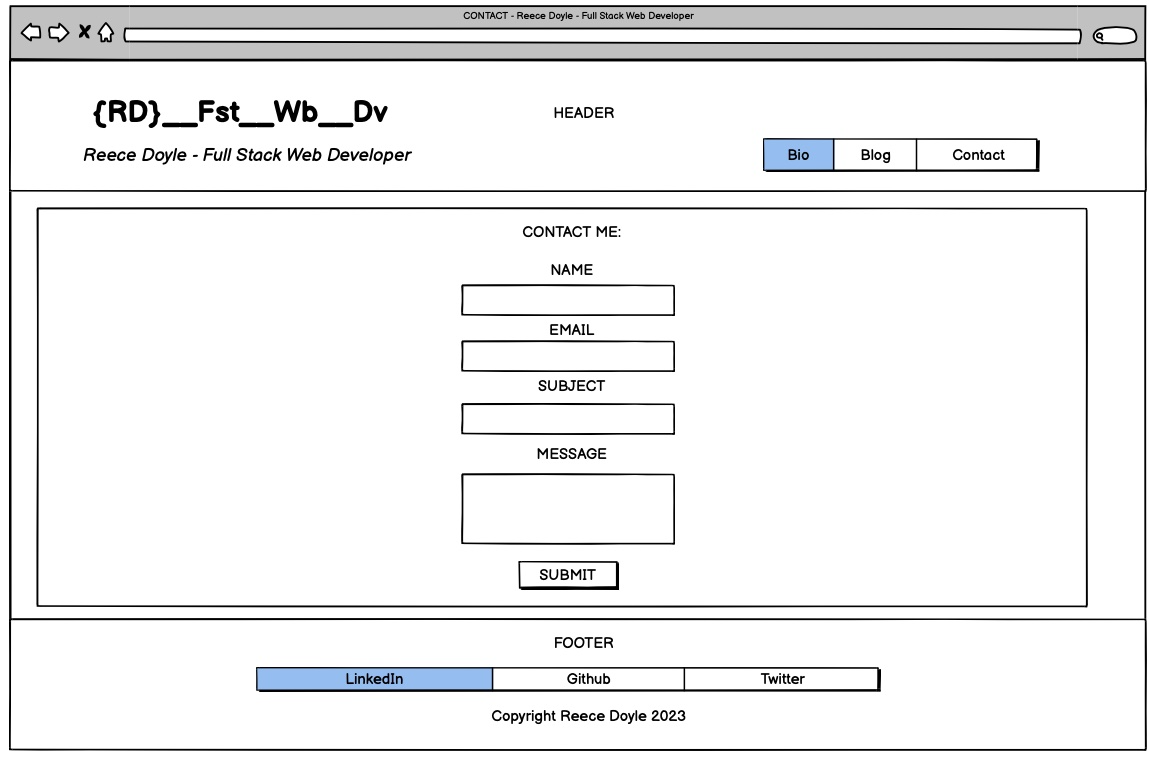 CONTACT - Reece Doyle - Full Stack Web Developer
{RD}__Fst__Wb__Dv
HEADER
Reece Doyle - Full Stack Web Developer
Bio Blog Contact
CONTACT ME:
NAME
EMAIL
SUBJECT
MESSAGE
SUBMIT
FOOTER
LinkedIn Github Twitter
Copyright Reece Doyle 2023